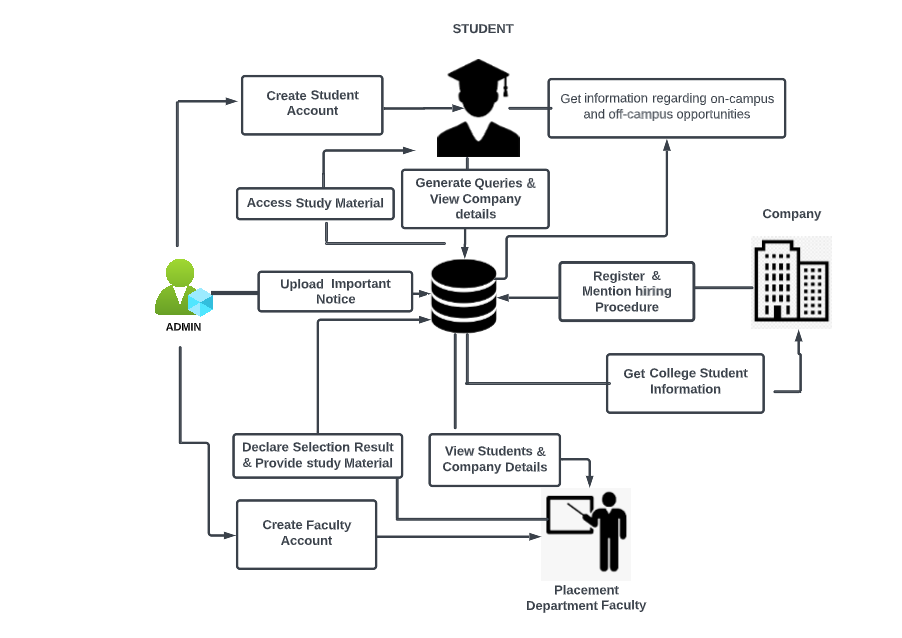 STUDENT
Create Student
Account
Get information regarding on-campus
and off-campus opportunities
Generate Queries &
View Company
details
Access Study Material
Company
Upload Important
Notice
Register &
Mention hiring
Procedure
ADMIN
Get College Student
Information
Declare Selection Result
& Provide study Material
View Students &
Company Details
Create Faculty
Account
Placement
Department Faculty